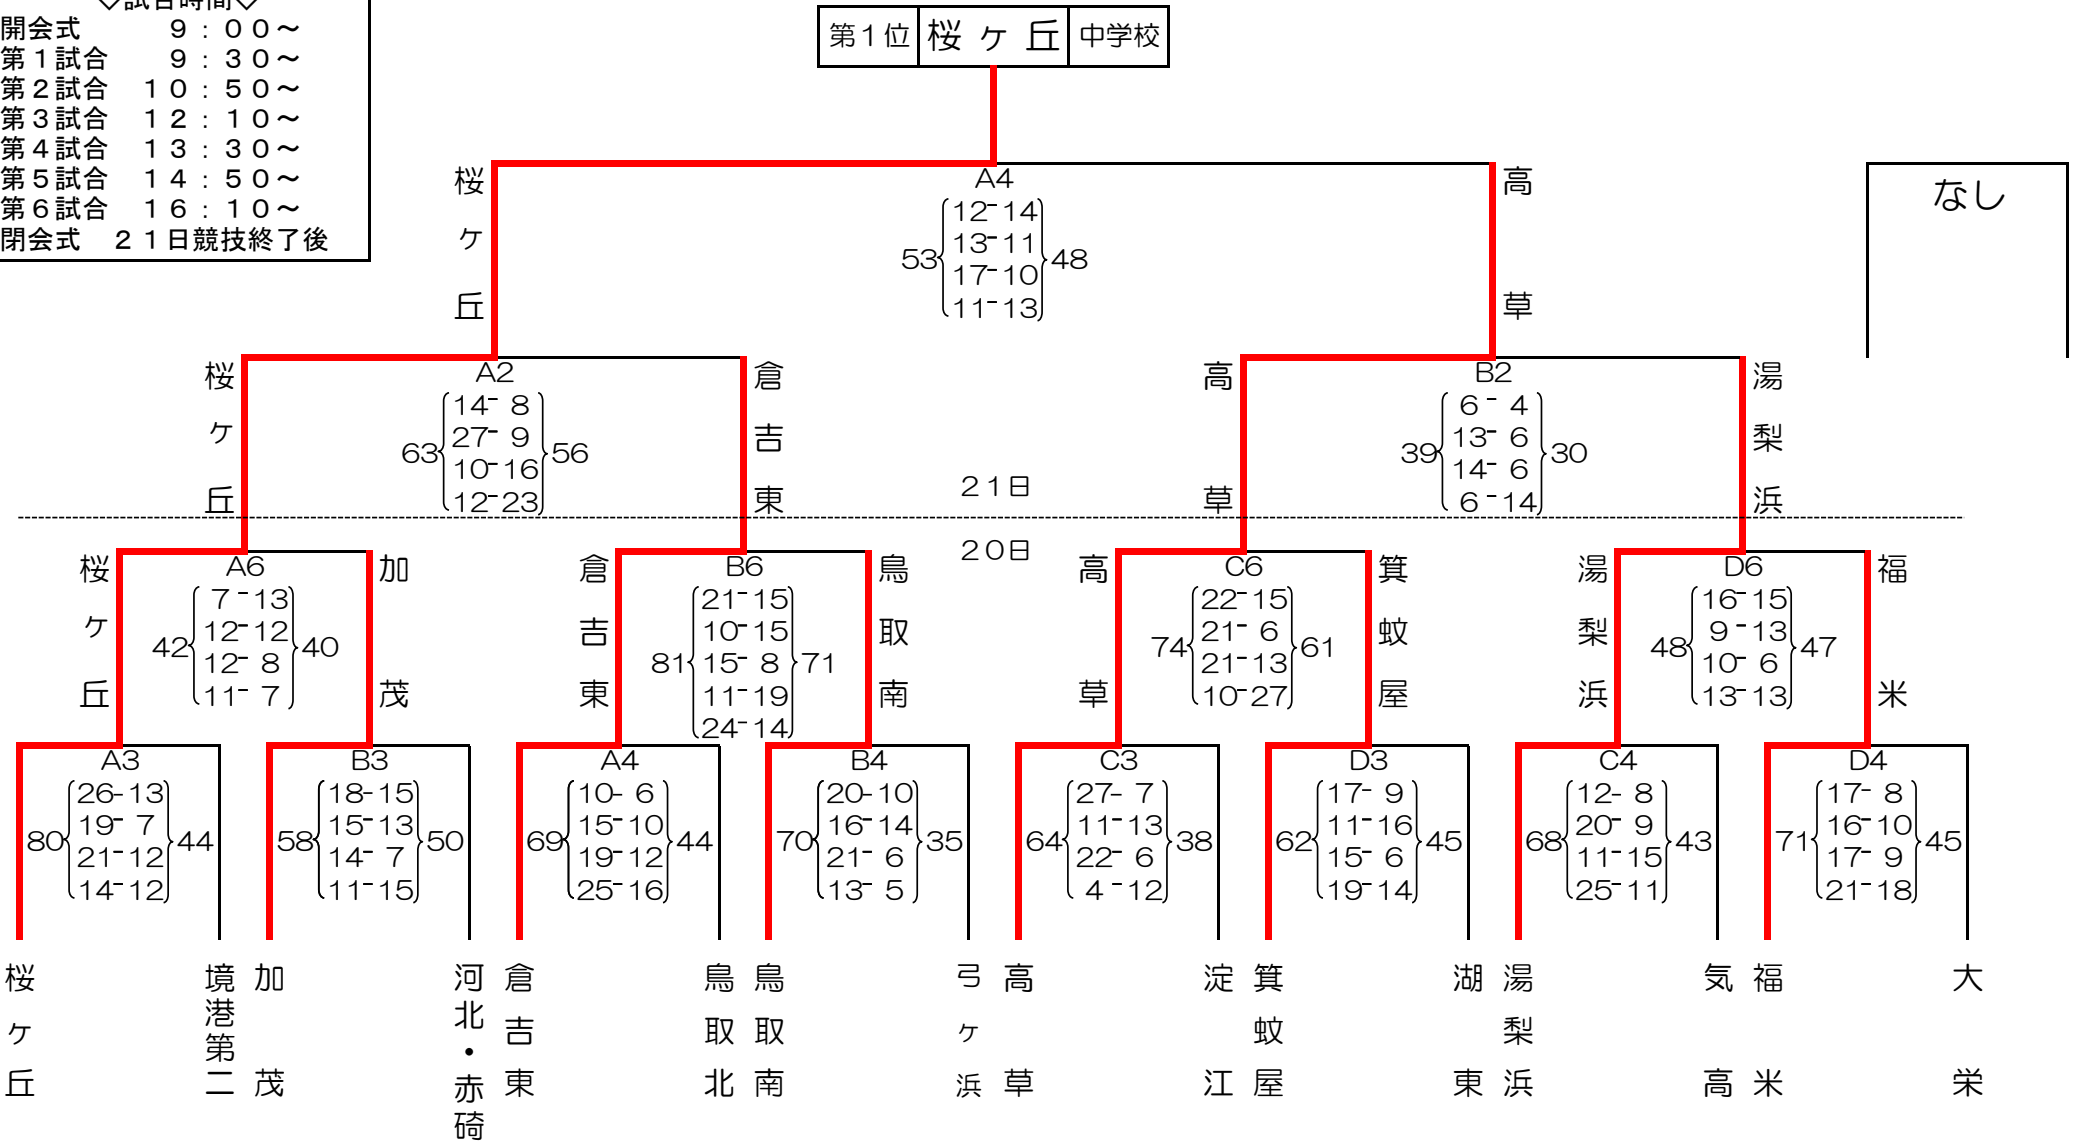 ◇試合時間◇
開会式　９：００～
第１試合　９：３０～
第２試合　１０：５０～
第３試合　１２：１０～
第４試合　１３：３０～
第５試合　１４：５０～
第６試合　１６：１０～
閉会式　２１日競技終了後
第１位 桜ヶ丘 中学校
なし
桜ヶ丘
高草
A4
53
12-14
13-11
17-10
11-13
48
桜ヶ丘
倉吉東
A2
63
14-8
27-9
10-16
12-23
56
高草
湯梨浜
B2
39
6-4
13-6
14-6
6-14
30
２１日
２０日
桜ヶ丘
加茂
A6
42
7-13
12-12
12-8
11-7
40
倉吉東
鳥取南
B6
81
21-15
10-15
15-8
11-19
24-14
71
高草
箕蚊屋
C6
74
22-15
21-6
21-13
10-27
61
湯梨浜
福米
D6
48
16-15
9-13
10-6
13-13
47
A3
80
26-13
19-7
21-12
14-12
44
B3
58
18-15
15-13
14-7
11-15
50
A4
69
10-6
15-10
19-12
25-16
44
B4
70
20-10
16-14
21-6
13-5
35
C3
64
27-7
11-13
22-6
4-12
38
D3
62
17-9
11-16
15-6
19-14
45
C4
68
12-8
20-9
11-15
25-11
43
D4
71
17-8
16-10
17-9
21-18
45
桜ヶ丘
境港第二
加茂
河北・赤碕
倉吉東
鳥取北
鳥取南
弓ヶ浜
高草
淀江
箕蚊屋
湖東
湯梨浜
気高
福米
大栄